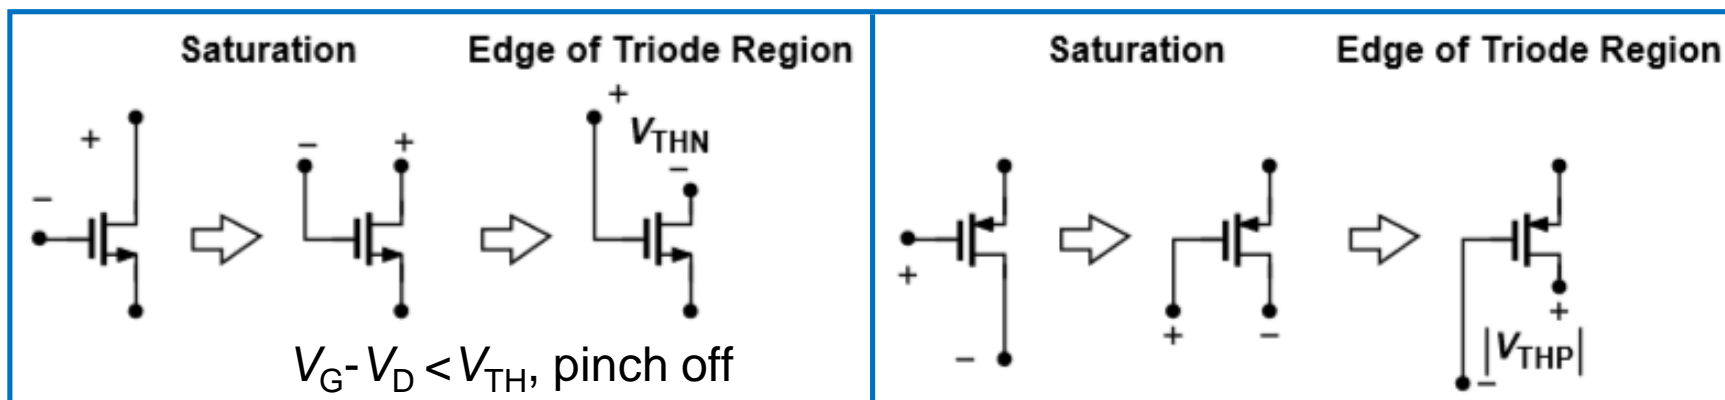 Saturation
Edge of Triode Region
+
−
− +
+
VTHN
−
VG-VD < VTH, pinch off
Saturation
Edge of Triode Region
+
−
+ −
+
|VTHP|
−